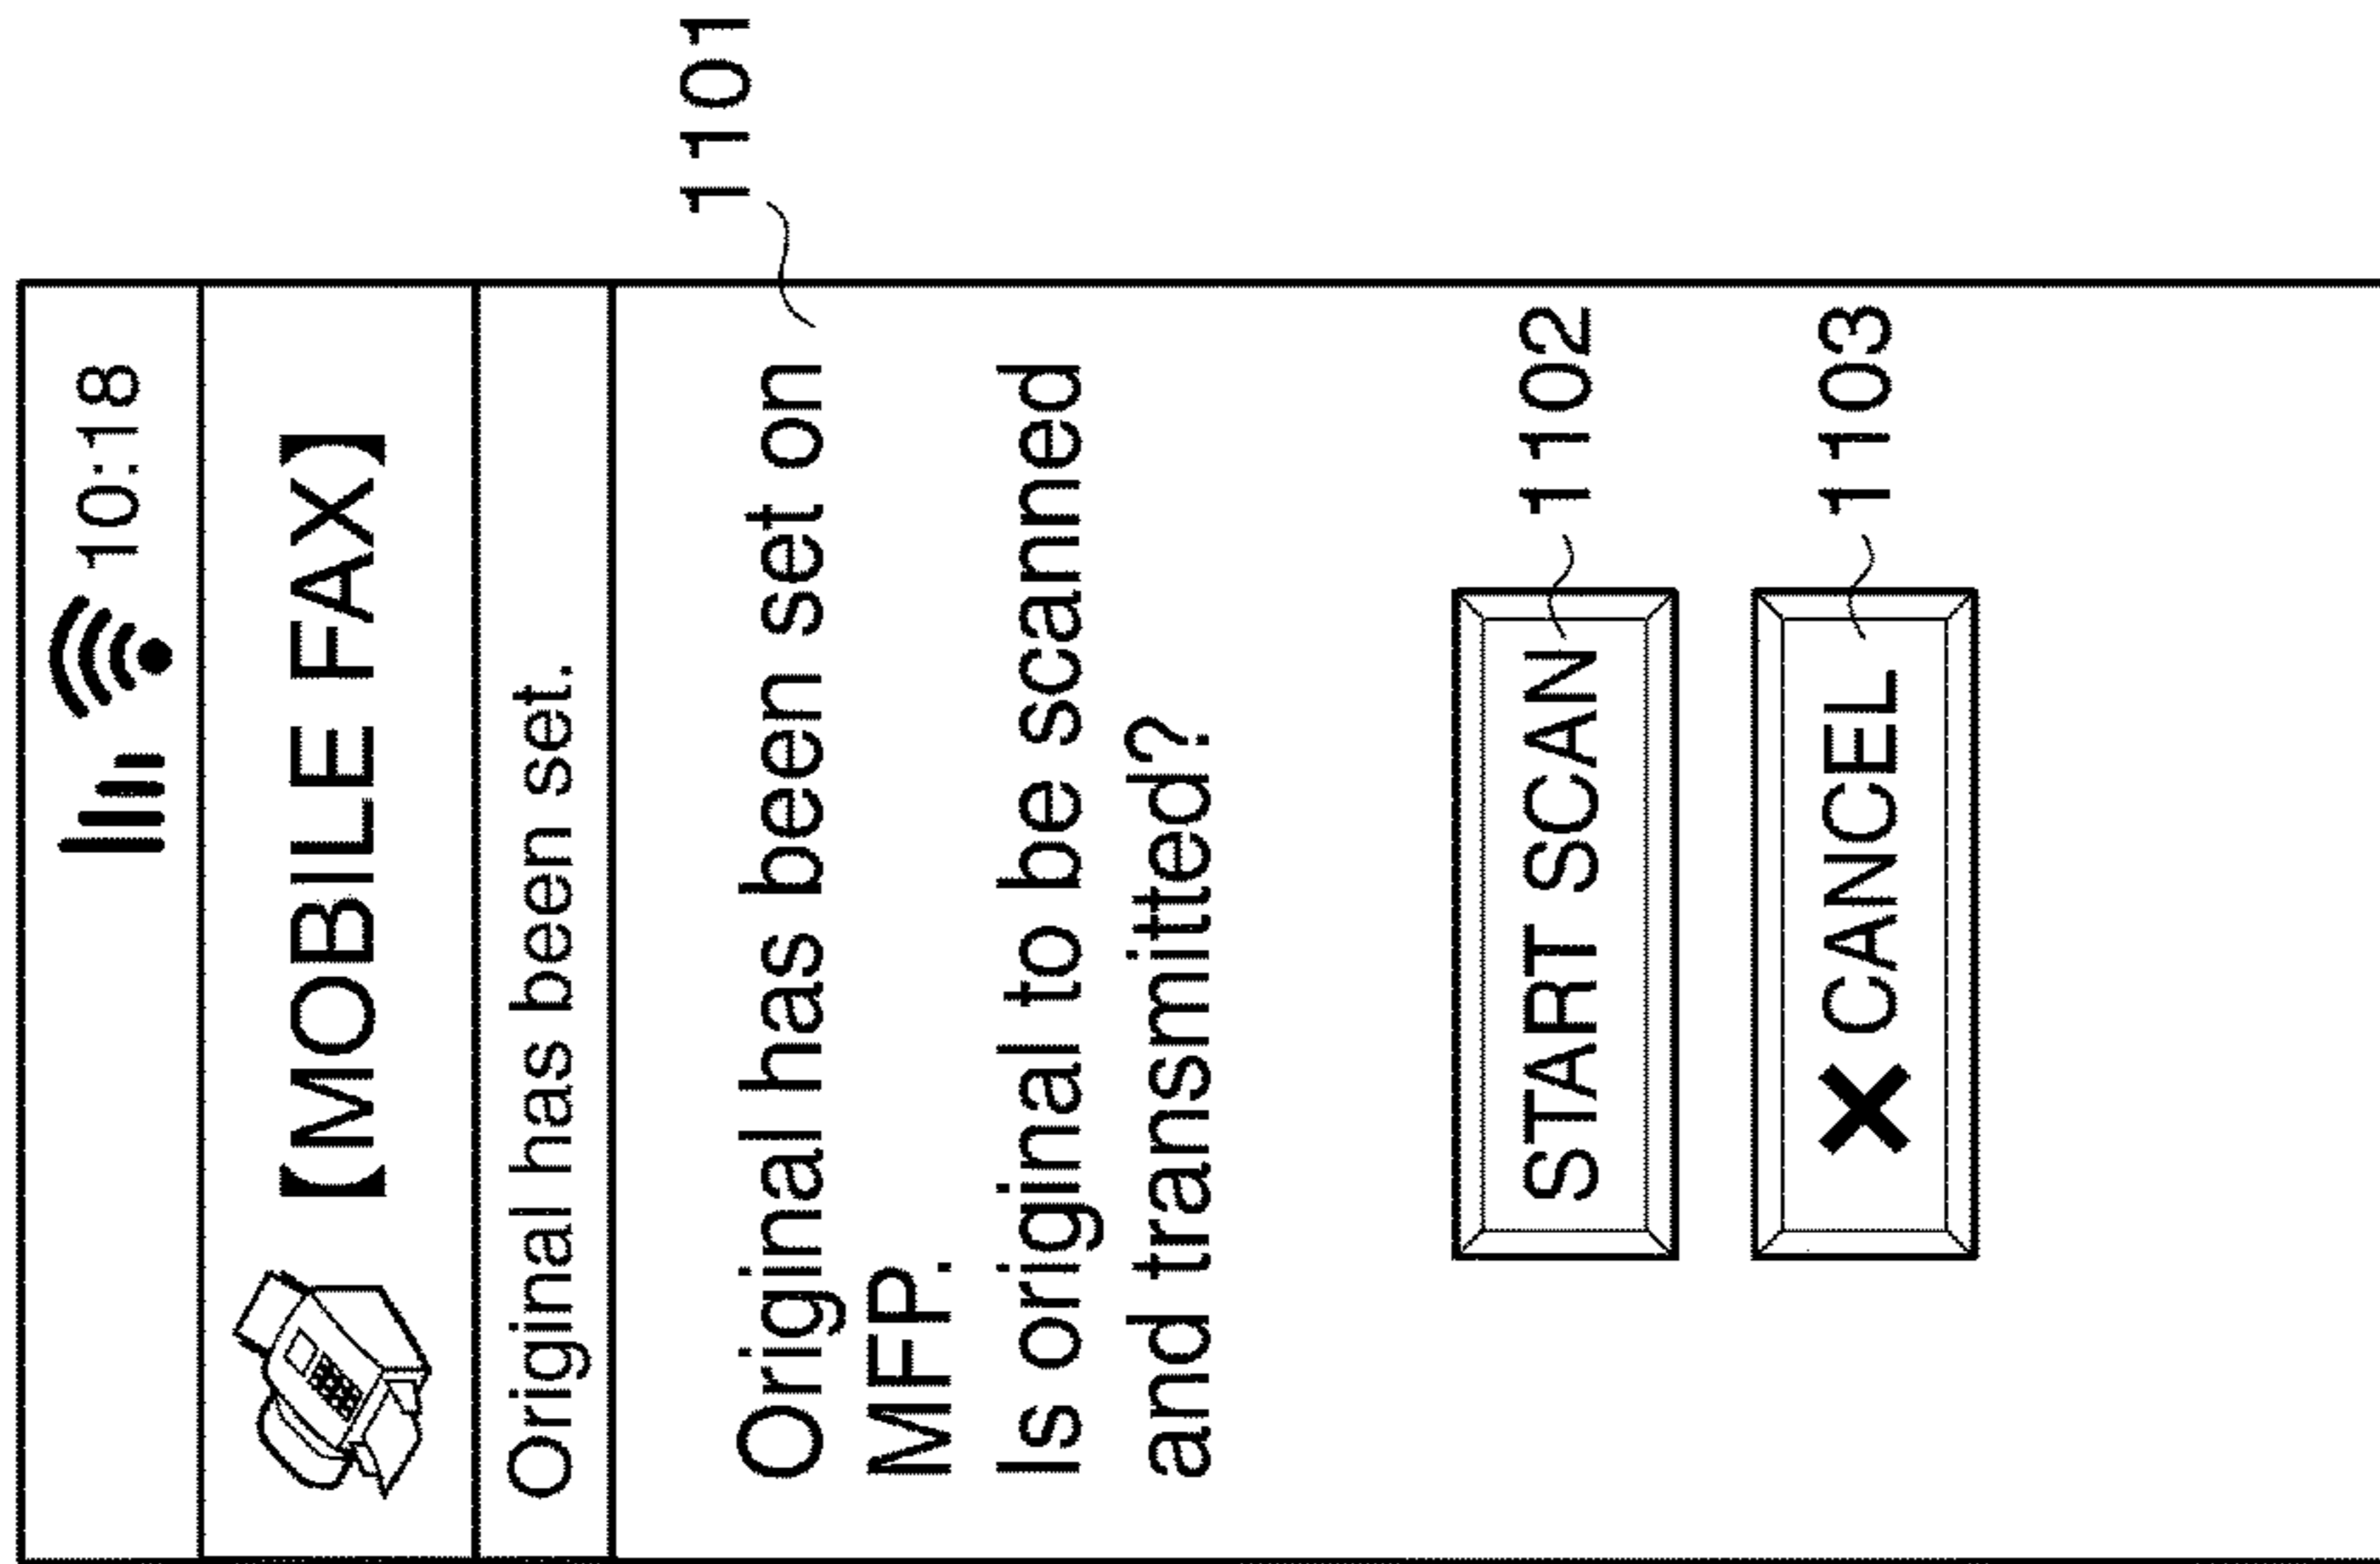 10:18
【MOBILE FAX】
Original has been set.
1101
Original has been set on
MFP.
Is original to be scanned
and transmitted?
START SCAN
1102
× CANCEL
1103